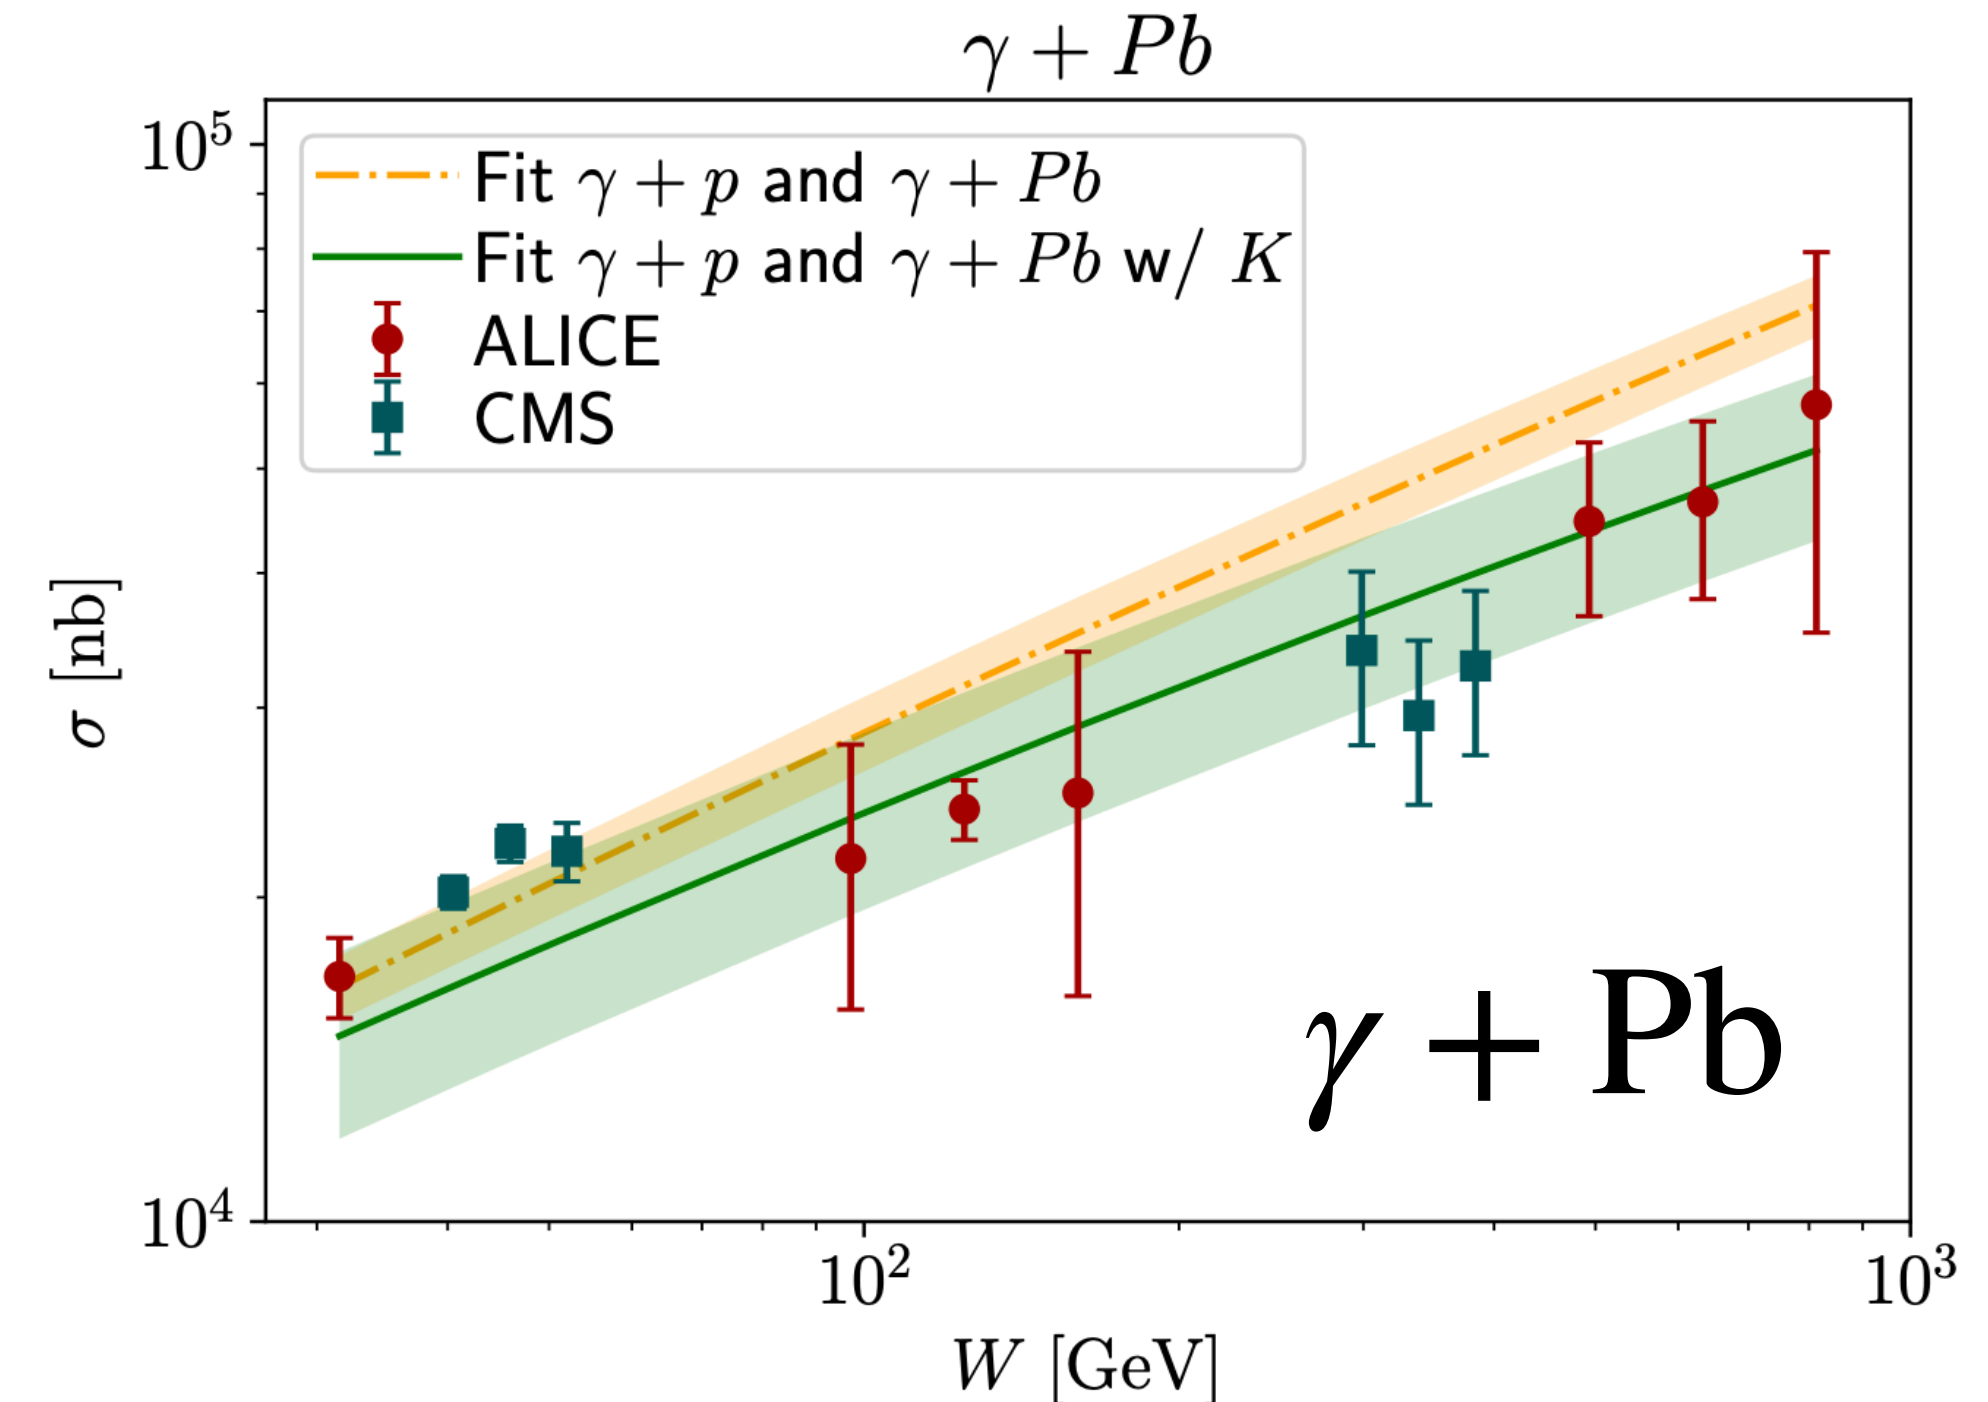 γ + Pb
10⁵
Fit γ + p and γ + Pb
Fit γ + p and γ + Pb w/ K
ALICE
CMS
σ [nb]
γ + Pb
10⁴
10² 10³
W [GeV]